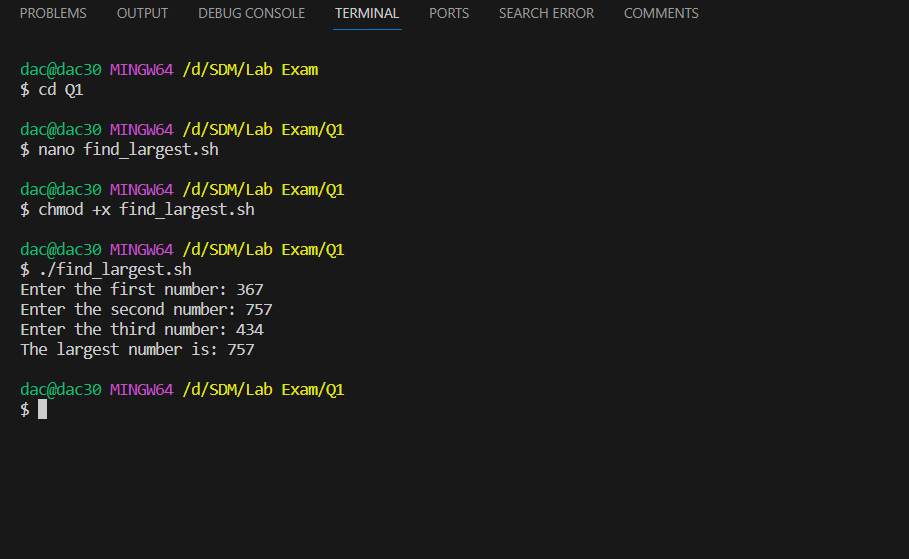 PROBLEMS OUTPUT DEBUG CONSOLE TERMINAL PORTS SEARCH ERROR COMMENTS
dac@dac30 MINGW64 /d/SDM/Lab Exam
$ cd Q1
dac@dac30 MINGW64 /d/SDM/Lab Exam/Q1
$ nano find_largest.sh
dac@dac30 MINGW64 /d/SDM/Lab Exam/Q1
$ chmod +x find_largest.sh
dac@dac30 MINGW64 /d/SDM/Lab Exam/Q1
$ ./find_largest.sh
Enter the first number: 367
Enter the second number: 757
Enter the third number: 434
The largest number is: 757
dac@dac30 MINGW64 /d/SDM/Lab Exam/Q1
$